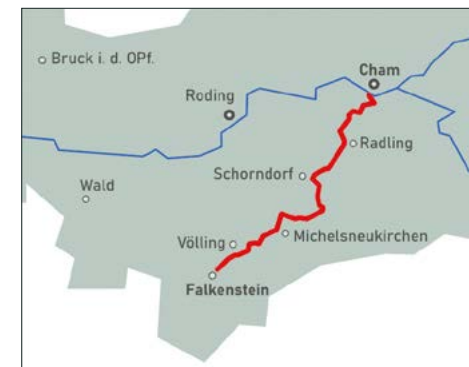 Bruck i. d. OPf.
Cham
Roding
Radling
Schorndorf
Wald
Völling
Michelsneukirchen
Falkenstein